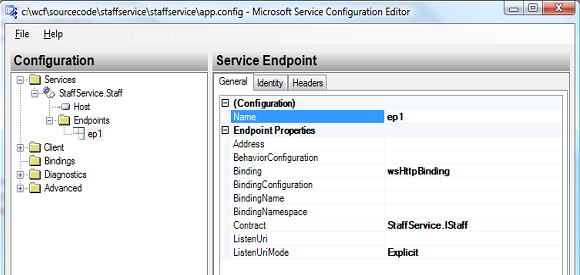 c:\wcf\sourcecode\staffservice\staffservice\app.config - Microsoft Service Configuration Editor
File Help
Configuration
Services
StaffService.Staff
Host
Endpoints
ep1
Client
Bindings
Diagnostics
Advanced
Service Endpoint
General Identity Headers
(Configuration)
Name ep1
Endpoint Properties
Address
BehaviorConfiguration
Binding wsHttpBinding
BindingConfiguration
BindingName
BindingNamespace
Contract StaffService.IStaff
ListenUri
ListenUriMode Explicit